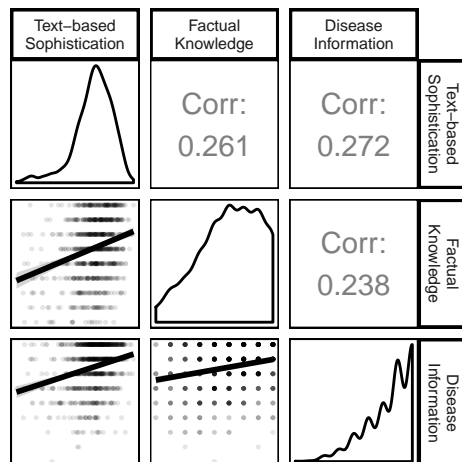 Text−based
Sophistication
Factual
Knowledge
Disease
Information
Corr:
0.261
Corr:
0.272
Text−based
Sophistication
Corr:
0.238
Factual
Knowledge
Disease
Information